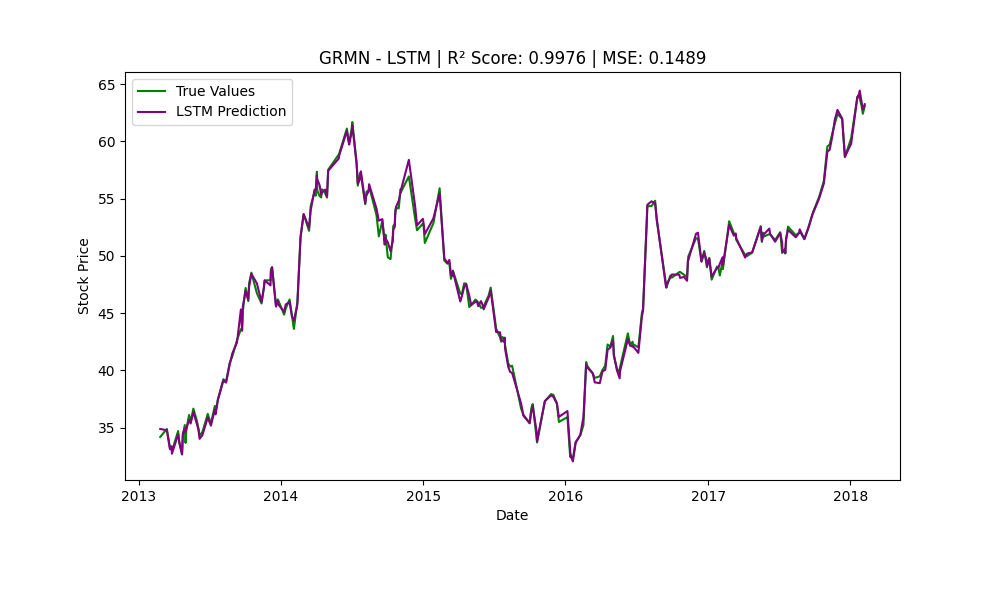 GRMN - LSTM | R² Score: 0.9976 | MSE: 0.1489
True Values
LSTM Prediction
Stock Price
65
60
55
50
45
40
35
2013 2014 2015 2016 2017 2018
Date